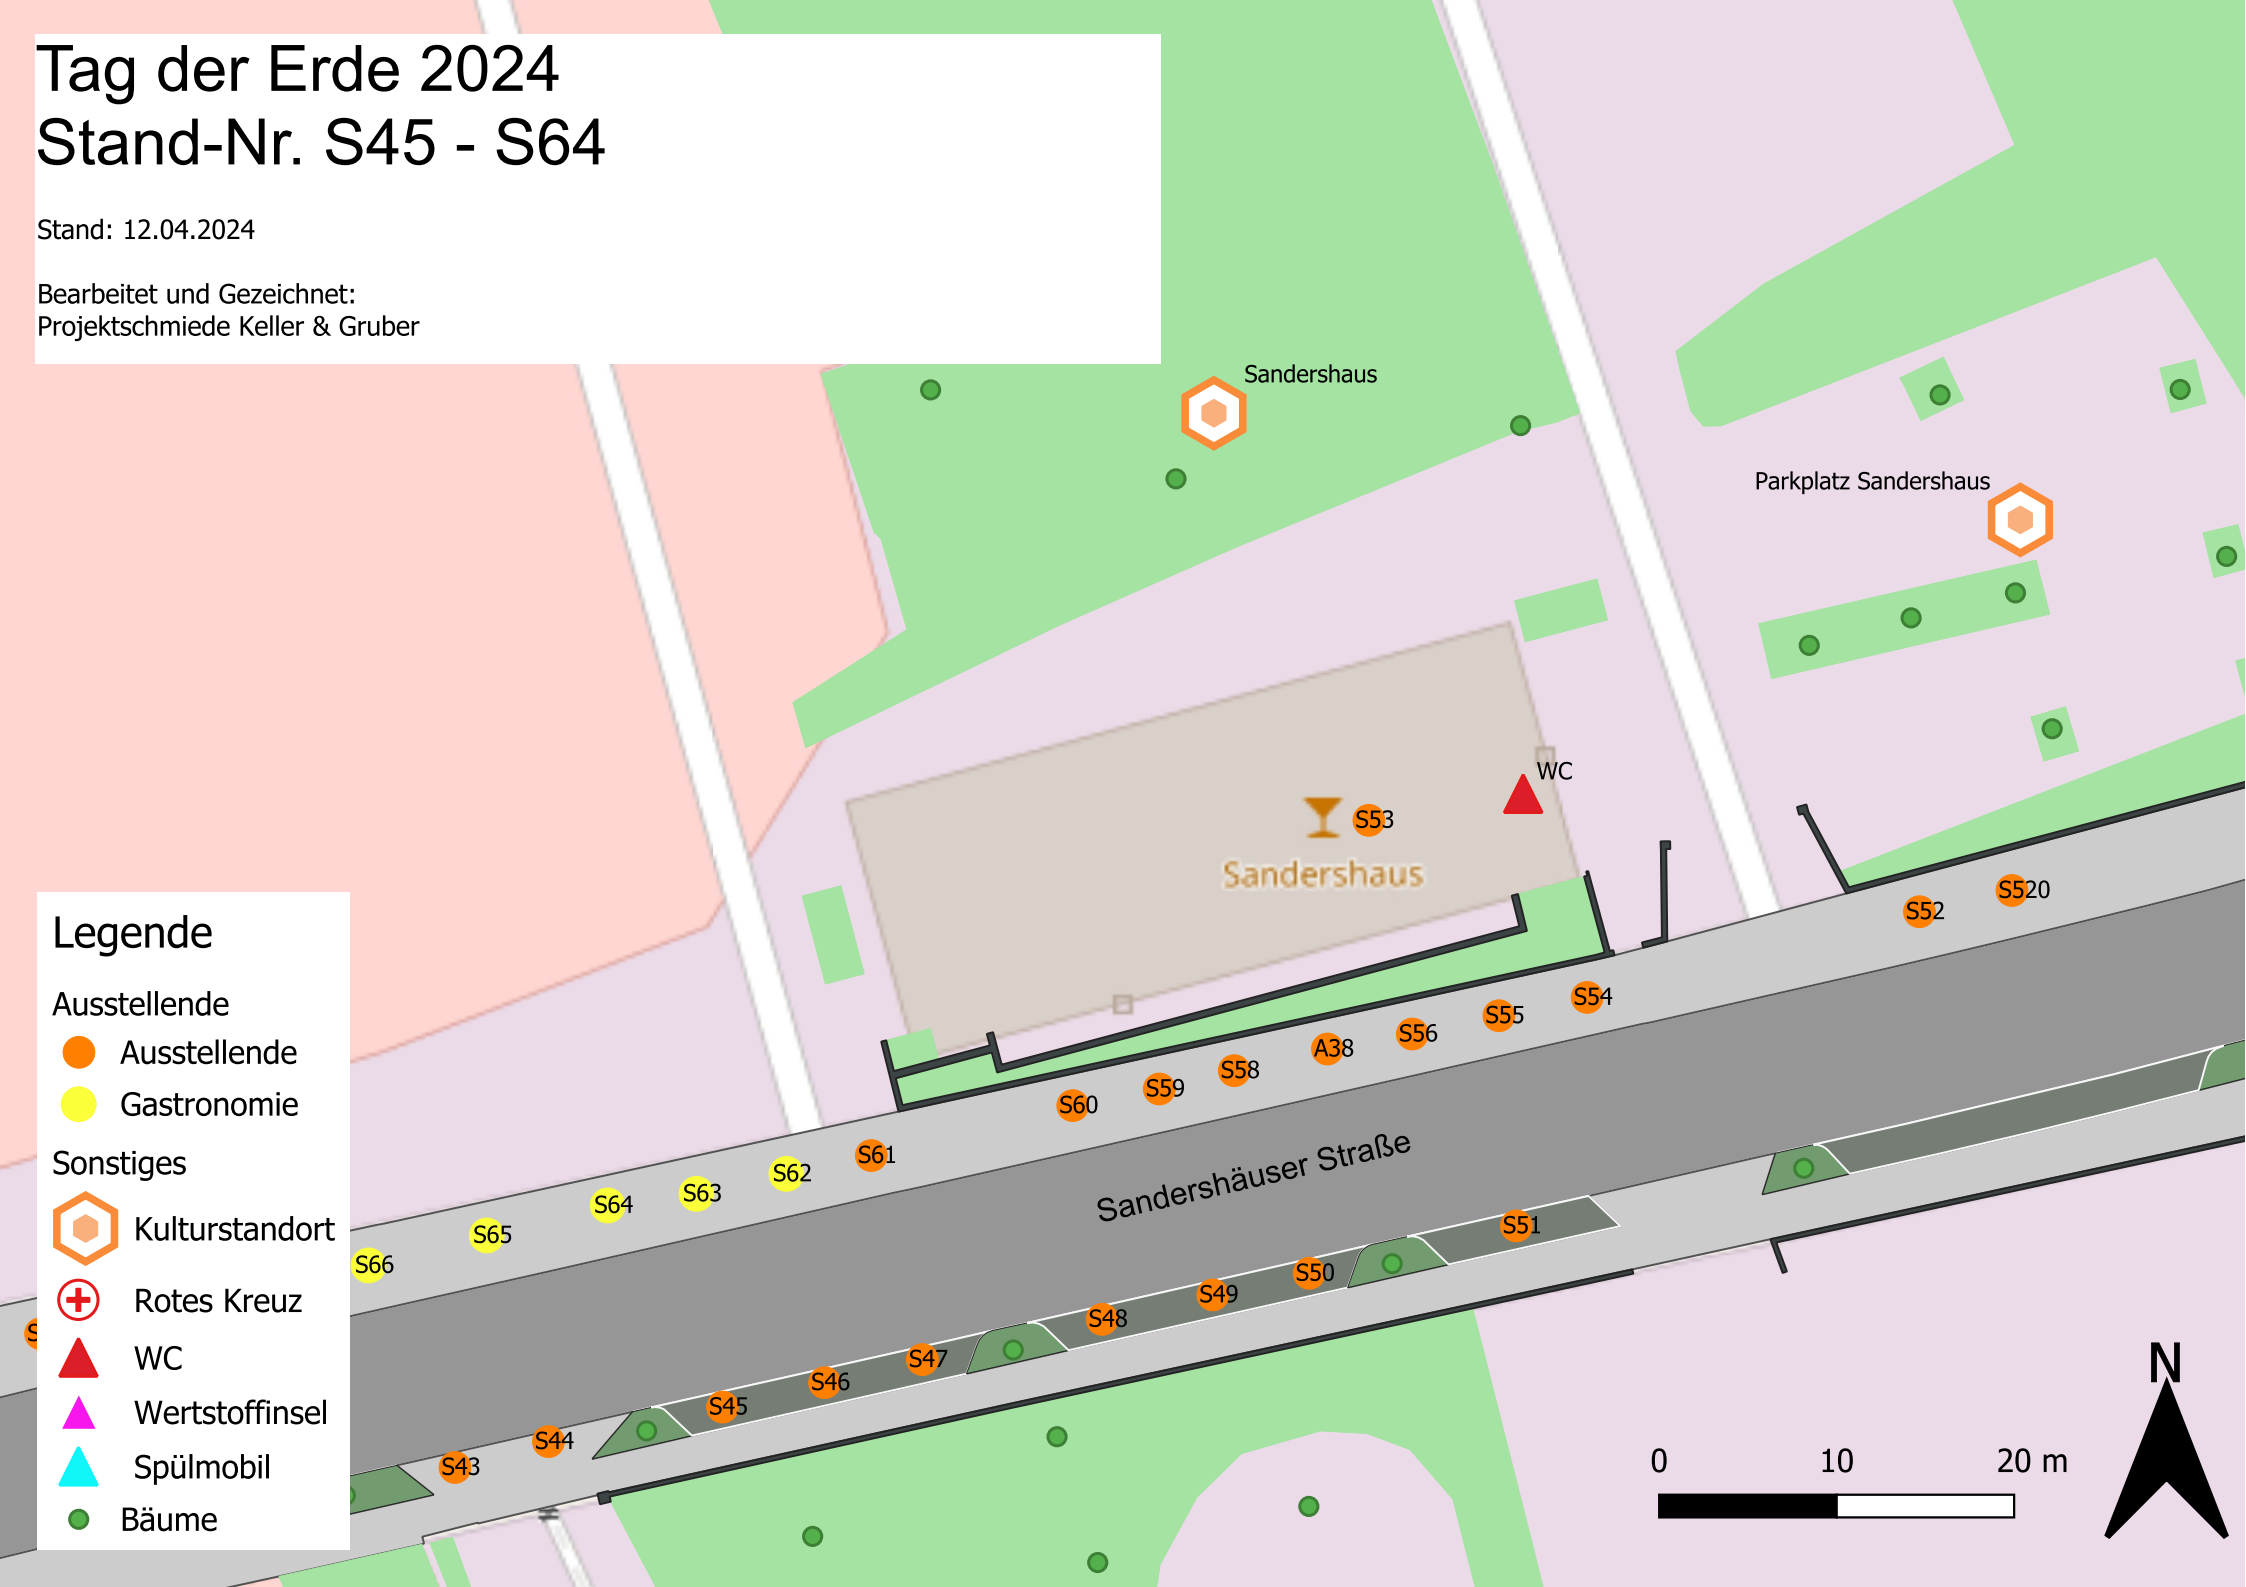 Tag der Erde 2024
Stand-Nr. S45 - S64
Stand: 12.04.2024
Bearbeitet und Gezeichnet:
Projektschmiede Keller & Gruber
Sandershaus
Parkplatz Sandershaus
WC
S53
Sandershaus
S52
S520
S54
S55
S56
A38
S58
S59
S60
S61
S62
S63
S64
S65
S66
Sandershäuser Straße
S51
S50
S49
S48
S47
S46
S45
S44
S43
Legende
Ausstellende
Ausstellende
Gastronomie
Sonstiges
Kulturstandort
Rotes Kreuz
WC
Wertstoffinsel
Spülmobil
Bäume
N
0 10 20 m